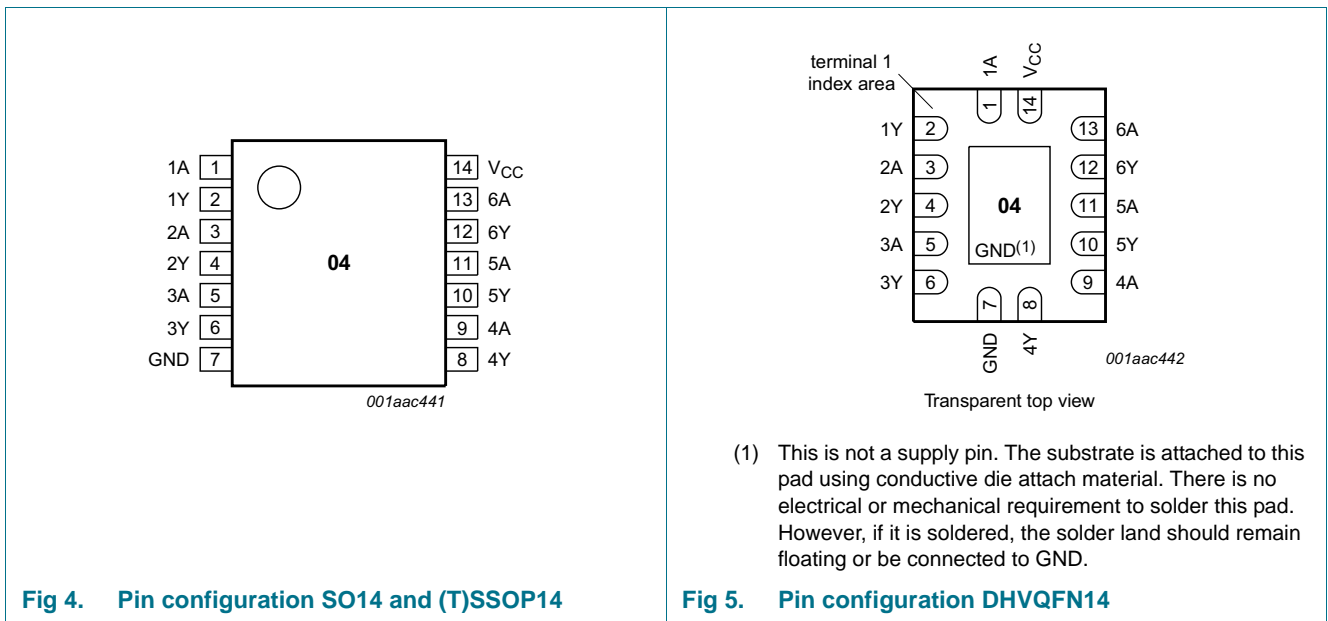 1A 1
1Y 2
2A 3
2Y 4
3A 5
3Y 6
GND 7
04
14 VCC
13 6A
12 6Y
11 5A
10 5Y
9 4A
8 4Y
001aac441
Fig 4. Pin configuration SO14 and (T)SSOP14
terminal 1
index area
1A
VCC
1
14
1Y 2
2A 3
2Y 4
3A 5
3Y 6
04
GND(1)
13 6A
12 6Y
11 5A
10 5Y
9 4A
7
8
GND
4Y
001aac442
Transparent top view
(1) This is not a supply pin. The substrate is attached to this
pad using conductive die attach material. There is no
electrical or mechanical requirement to solder this pad.
However, if it is soldered, the solder land should remain
floating or be connected to GND.
Fig 5. Pin configuration DHVQFN14